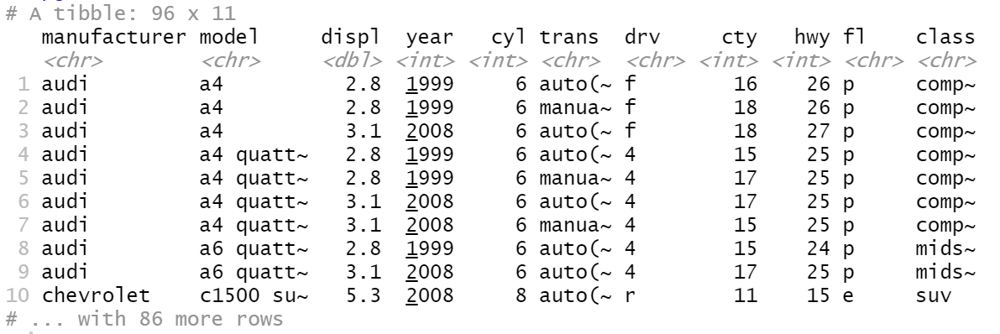 # A tibble: 96 x 11
manufacturer model displ year cyl trans drv cty hwy fl class
<chr> <chr> <dbl> <int> <int> <chr> <chr> <int> <int> <chr> <chr>
1 audi a4 2.8 1999 6 auto(~ f 16 26 p comp~
2 audi a4 2.8 1999 6 manua~ f 18 26 p comp~
3 audi a4 3.1 2008 6 auto(~ f 18 27 p comp~
4 audi a4 quatt~ 2.8 1999 6 auto(~ 4 15 25 p comp~
5 audi a4 quatt~ 2.8 1999 6 manua~ 4 17 25 p comp~
6 audi a4 quatt~ 3.1 2008 6 auto(~ 4 17 25 p comp~
7 audi a4 quatt~ 3.1 2008 6 manua~ 4 15 25 p comp~
8 audi a6 quatt~ 2.8 1999 6 auto(~ 4 15 24 p mids~
9 audi a6 quatt~ 3.1 2008 6 auto(~ 4 17 25 p mids~
10 chevrolet c1500 su~ 5.3 2008 8 auto(~ r 11 15 e suv
# ... with 86 more rows